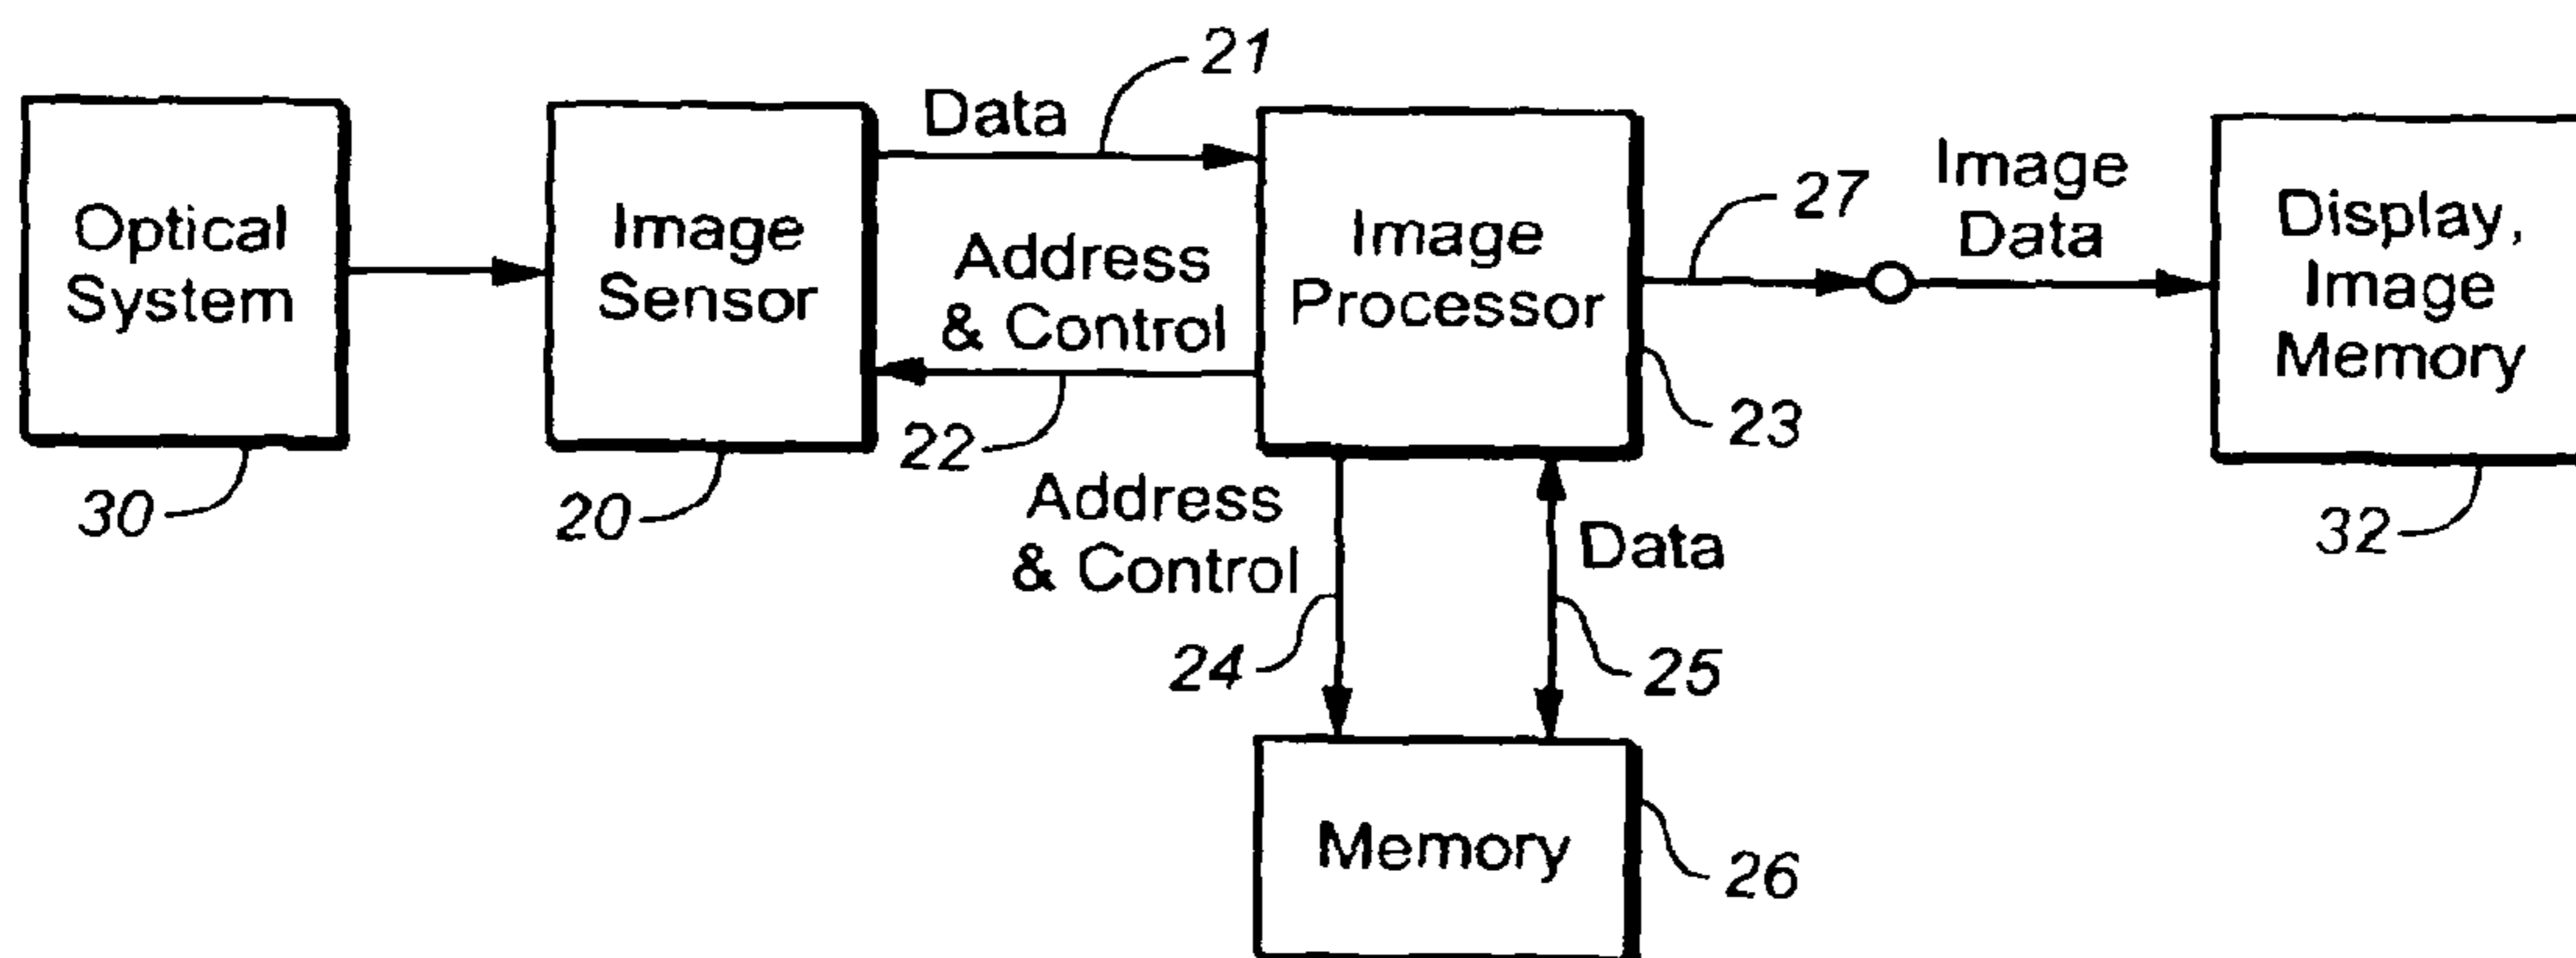 21
Data
Optical
System
30
Image
Sensor
20
Address
& Control
22
Image
Processor
23
27
Image
Data
Display,
Image
Memory
32
Address
& Control
24
Data
25
Memory
26